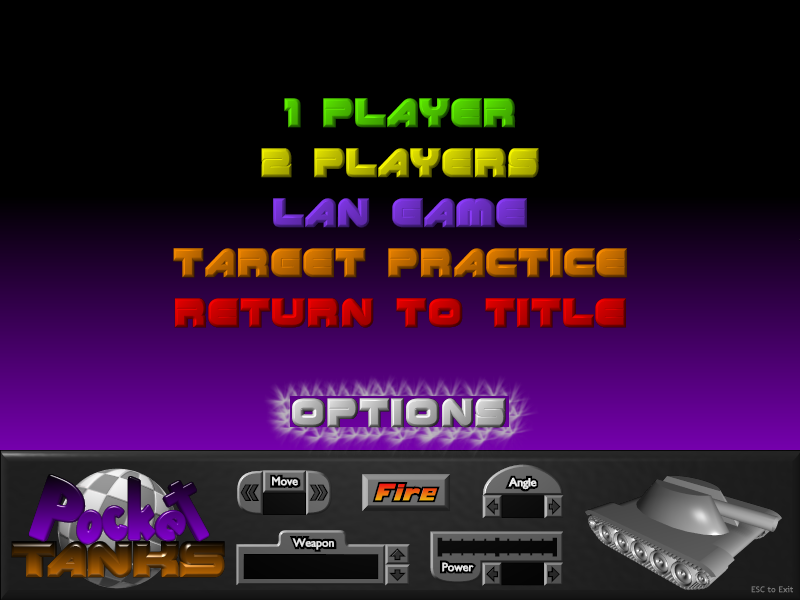 1 PLAYER
2 PLAYERS
LAN GAME
TARGET PRACTICE
RETURN TO TITLE
OPTIONS
Pocket
TANKS
Move
Fire
Angle
Weapon
Power
ESC to Exit